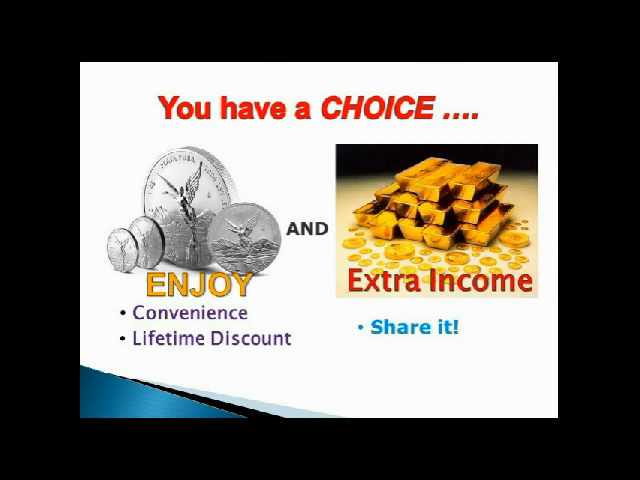 You have a CHOICE ....
AND
ENJOY
Extra Income
• Convenience
• Lifetime Discount
• Share it!